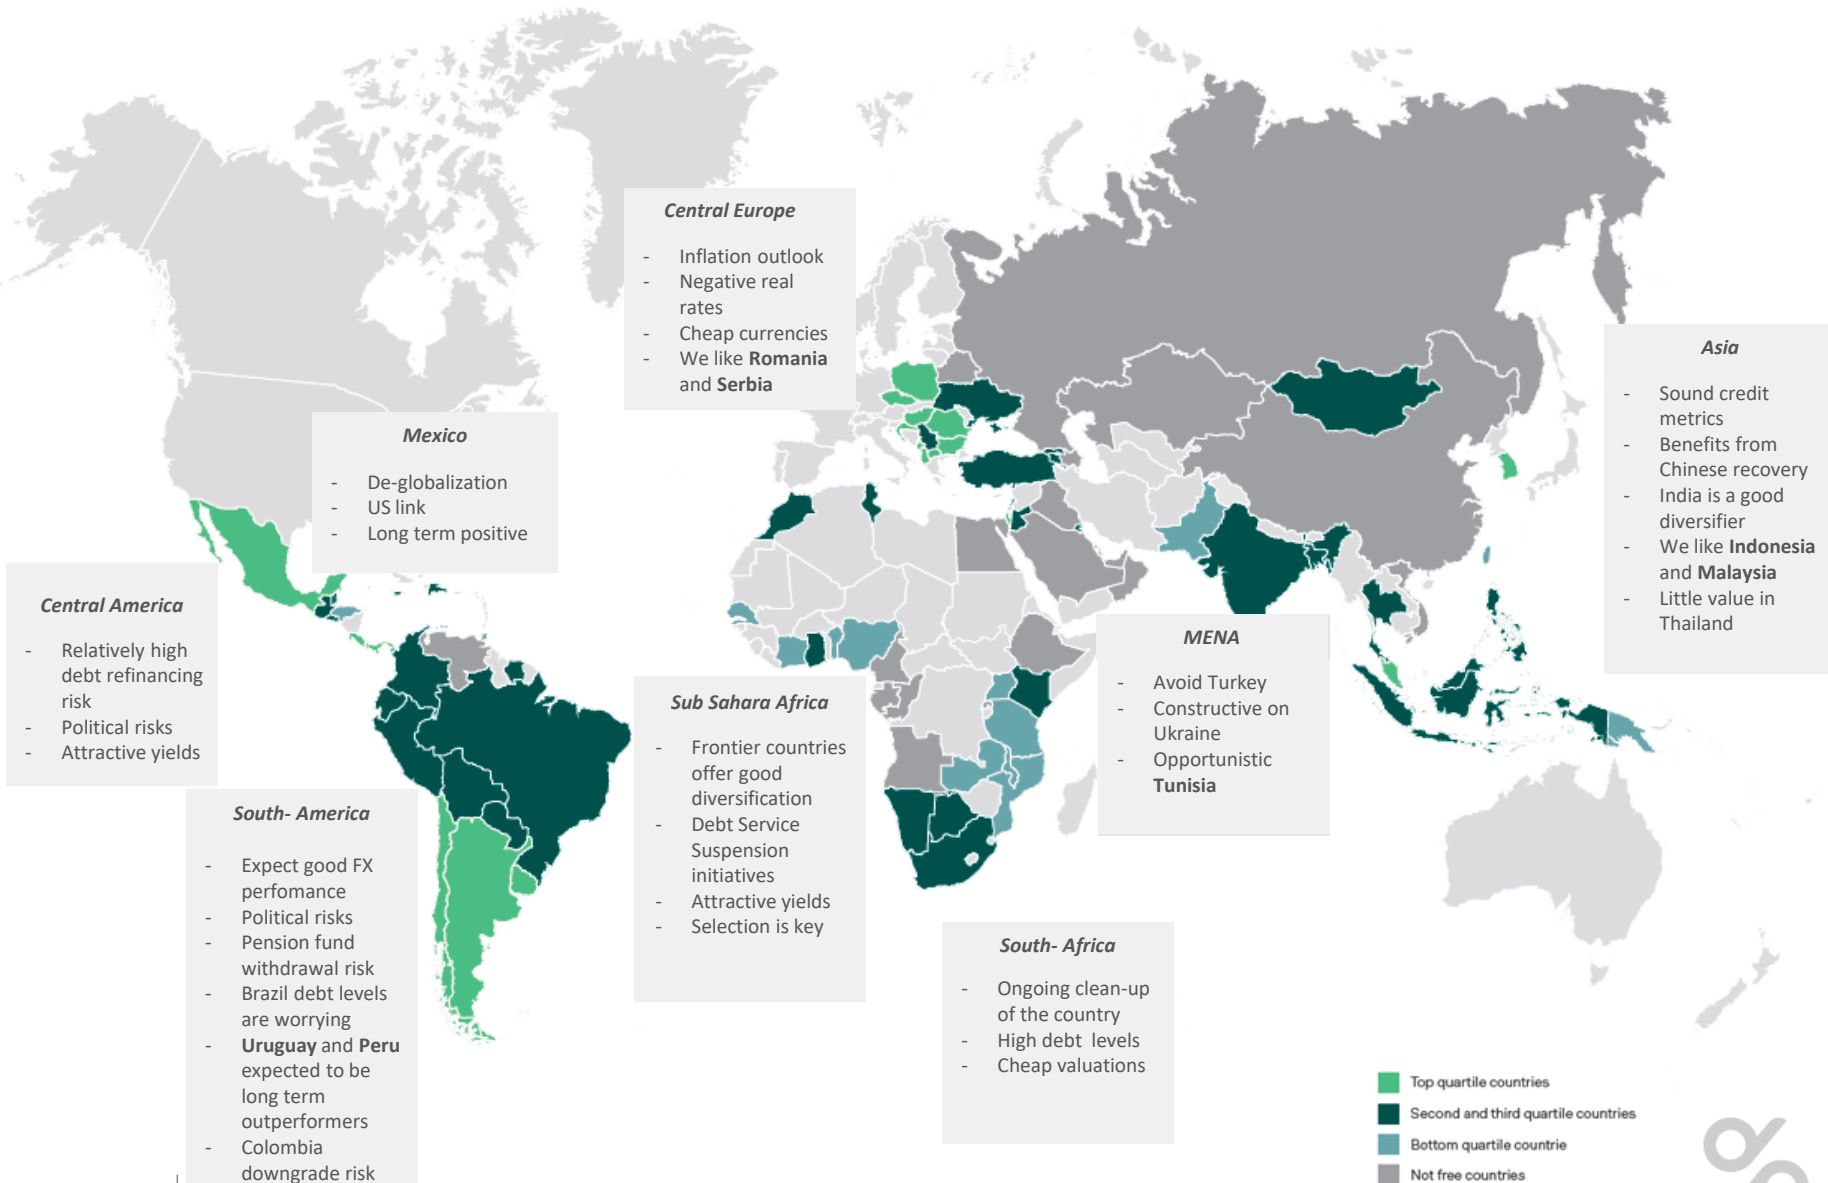 Central Europe
- Inflation outlook
- Negative real
rates
- Cheap currencies
- We like Romania
and Serbia
Mexico
- De-globalization
- US link
- Long term positive
Central America
- Relatively high
debt refinancing
risk
- Political risks
- Attractive yields
South- America
- Expect good FX
perfomance
- Political risks
- Pension fund
withdrawal risk
- Brazil debt levels
are worrying
- Uruguay and Peru
expected to be
long term
outperformers
- Colombia
downgrade risk
Sub Sahara Africa
- Frontier countries
offer good
diversification
- Debt Service
Suspension
initiatives
- Attractive yields
- Selection is key
South- Africa
- Ongoing clean-up
of the country
- High debt levels
- Cheap valuations
MENA
- Avoid Turkey
- Constructive on
Ukraine
- Opportunistic
Tunisia
Asia
- Sound credit
metrics
- Benefits from
Chinese recovery
- India is a good
diversifier
- We like Indonesia
and Malaysia
- Little value in
Thailand
Top quartile countries
Second and third quartile countries
Bottom quartile countrie
Not free countries